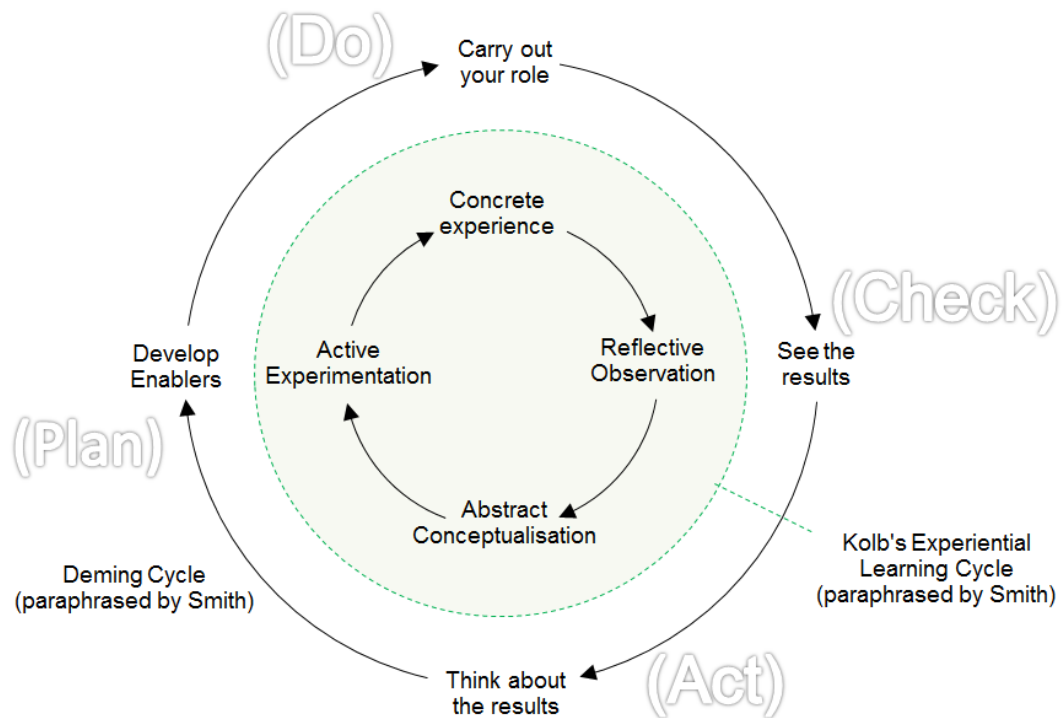 (Do)
Carry out
your role
Concrete
experience
(Check)
Develop
Enablers
Active
Experimentation
Reflective
Observation
See the
results
(Plan)
Abstract
Conceptualisation
Kolb's Experiential
Learning Cycle
(paraphrased by Smith)
Deming Cycle
(paraphrased by Smith)
Think about
the results
(Act)